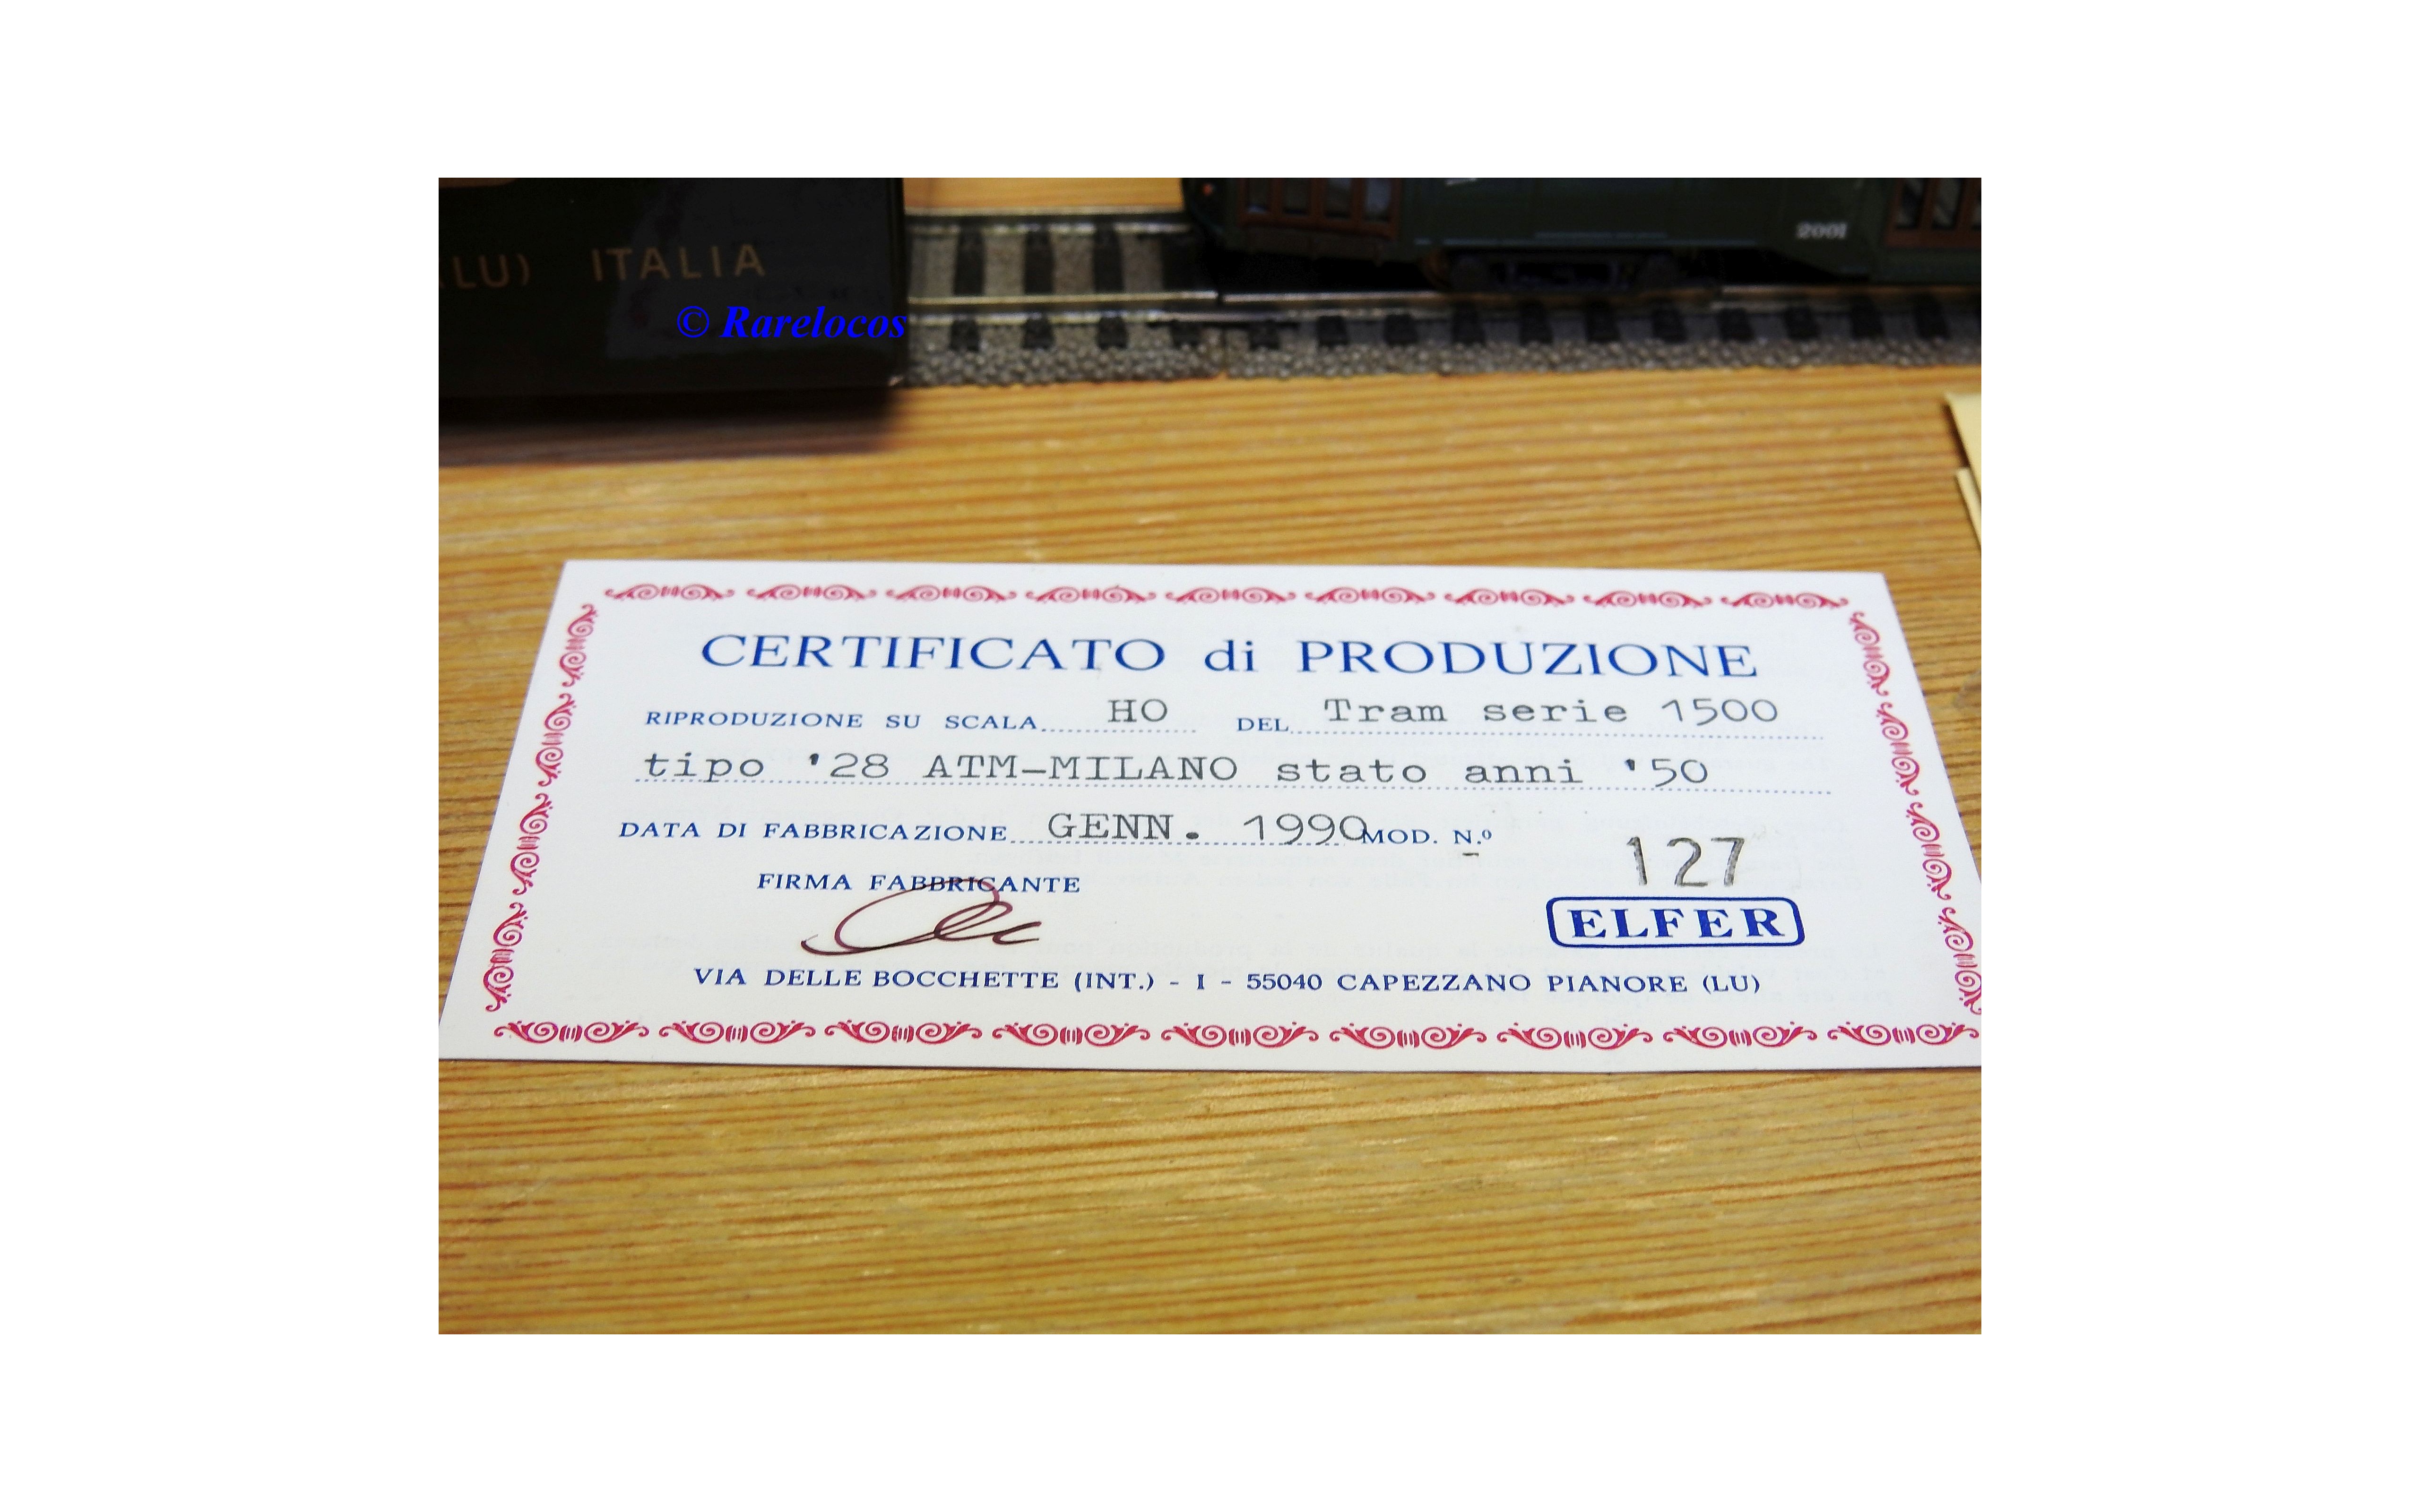 2001
(LU) ITALIA
© Rarelocos
CERTIFICATO di PRODUZIONE
RIPRODUZIONE SU SCALA HO DEL Tram serie 1500
tipo '28 ATM-MILANO stato anni '50
DATA DI FABBRICAZIONE GENN. 1990 MOD. N.º 127
FIRMA FABBRICANTE
ELFER
VIA DELLE BOCCHETTE (INT.) - I - 55040 CAPEZZANO PIANORE (LU)